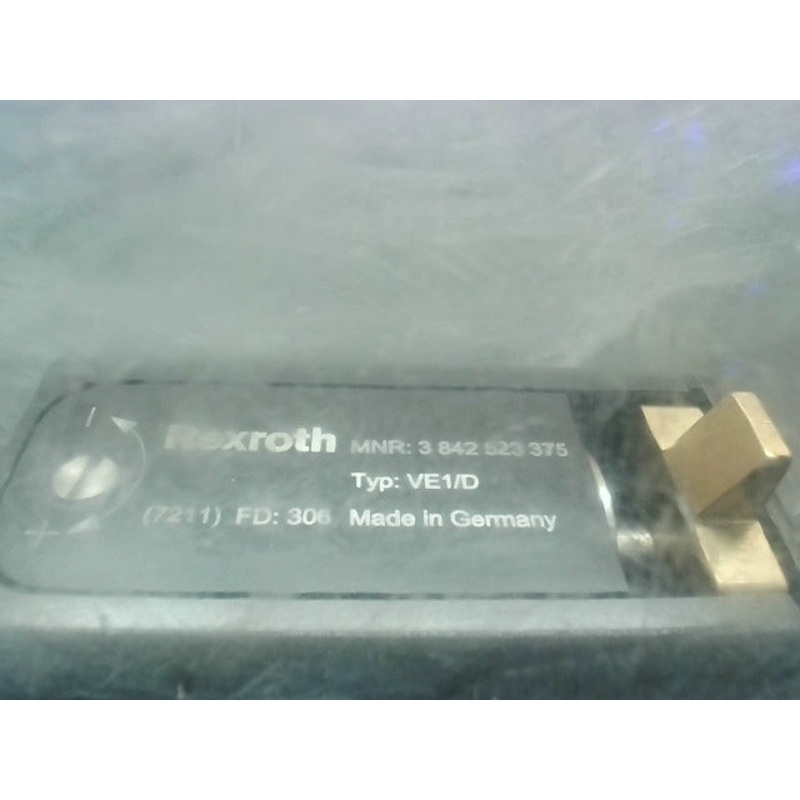 Rexroth MNR: 3 842 523 375
Typ: VE1/D
(7211) FD: 306 Made in Germany